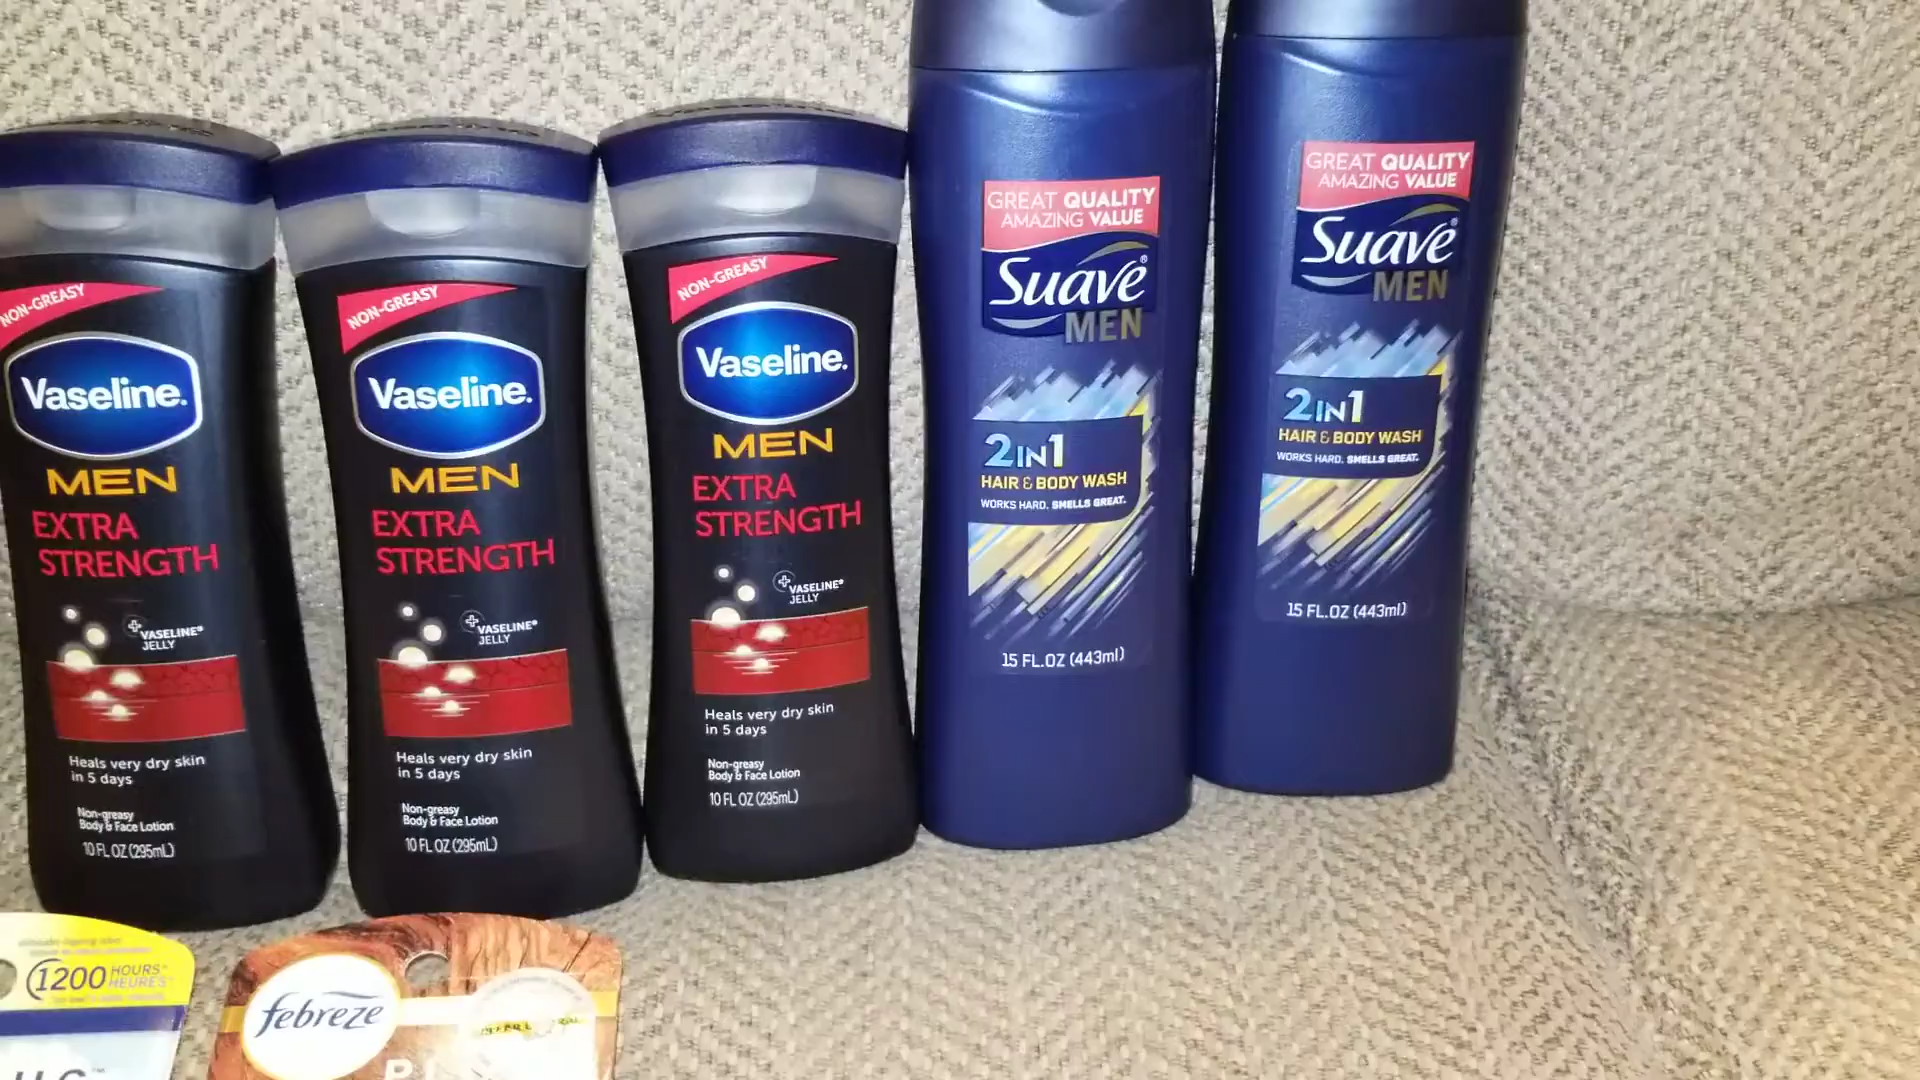 NON-GREASY
Vaseline.
MEN
EXTRA
STRENGTH
VASELINE®
JELLY
Heals very dry skin
in 5 days
Non-greasy
Body & Face Lotion
10 FL OZ (295mL)
NON-GREASY
Vaseline.
MEN
EXTRA
STRENGTH
VASELINE®
JELLY
Heals very dry skin
in 5 days
Non-greasy
Body & Face Lotion
10 FL OZ (295mL)
NON-GREASY
Vaseline.
MEN
EXTRA
STRENGTH
VASELINE®
JELLY
Heals very dry skin
in 5 days
Non-greasy
Body & Face Lotion
10 FL OZ (295mL)
GREAT QUALITY
AMAZING VALUE
Suave®
MEN
2IN1
HAIR & BODY WASH
WORKS HARD. SMELLS GREAT.
15 FL.OZ (443ml)
GREAT QUALITY
AMAZING VALUE
Suave®
MEN
2IN1
HAIR & BODY WASH
WORKS HARD. SMELLS GREAT.
15 FL.OZ (443ml)
1200 HOURS*
HEURES*
febreze